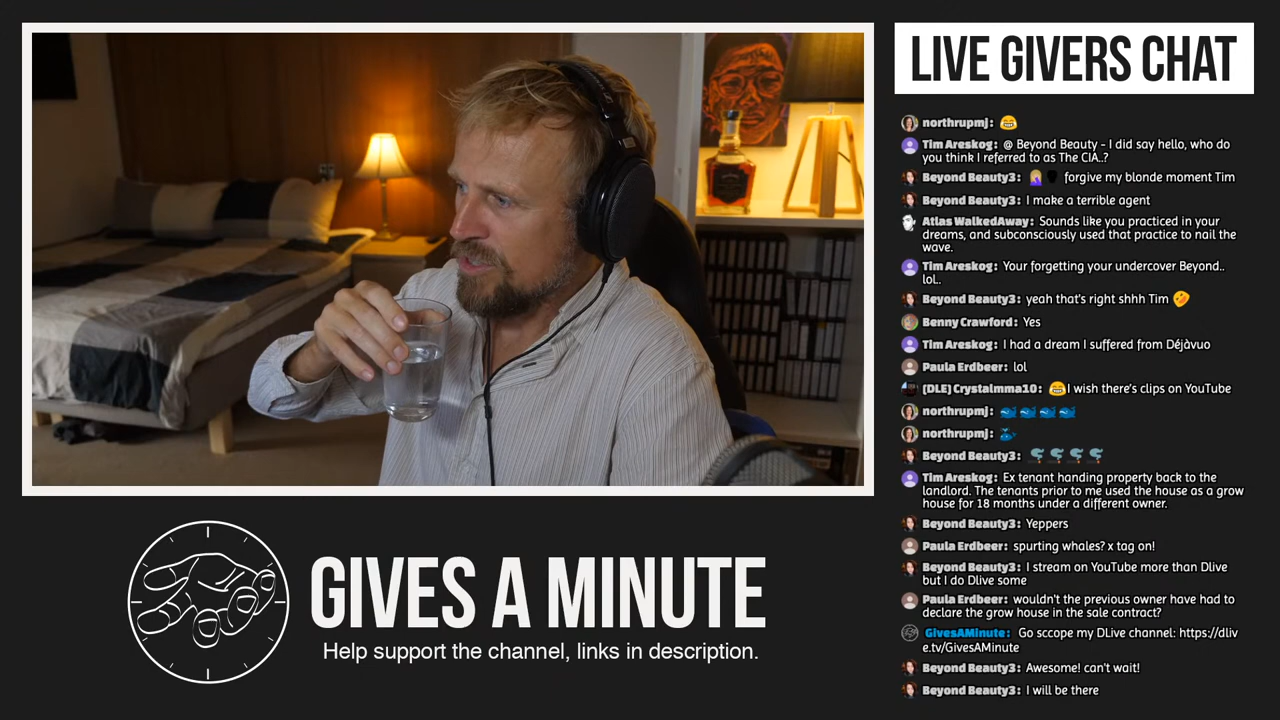 LIVE GIVERS CHAT
northrupmj: 😂
Tim Areskog: @ Beyond Beauty - I did say hello, who do
you think I referred to as The CIA..?
Beyond Beauty3: forgive my blonde moment Tim
Beyond Beauty3: I make a terrible agent
Atlas WalkedAway: Sounds like you practiced in your
dreams, and subconsciously used that practice to nail the
wave.
Tim Areskog: Your forgetting your undercover Beyond..
lol..
Beyond Beauty3: yeah that's right shhh Tim
Benny Crawford: Yes
Tim Areskog: I had a dream I suffered from Déjàvuo
Paula Erdbeer: lol
[DLE] Crystalmma10: 😂I wish there's clips on YouTube
northrupmj: 🐳🐳🐳🐳
northrupmj:
Beyond Beauty3:
Tim Areskog: Ex tenant handing property back to the
landlord. The tenants prior to me used the house as a grow
house for 18 months under a different owner.
Beyond Beauty3: Yeppers
Paula Erdbeer: spurting whales? x tag on!
Beyond Beauty3: I stream on YouTube more than Dlive
but I do Dlive some
Paula Erdbeer: wouldn't the previous owner have had to
declare the grow house in the sale contract?
GivesAMinute: Go sccope my DLive channel: https://dliv
e.tv/GivesAMinute
Beyond Beauty3: Awesome! can't wait!
Beyond Beauty3: I will be there
GIVES A MINUTE
Help support the channel, links in description.